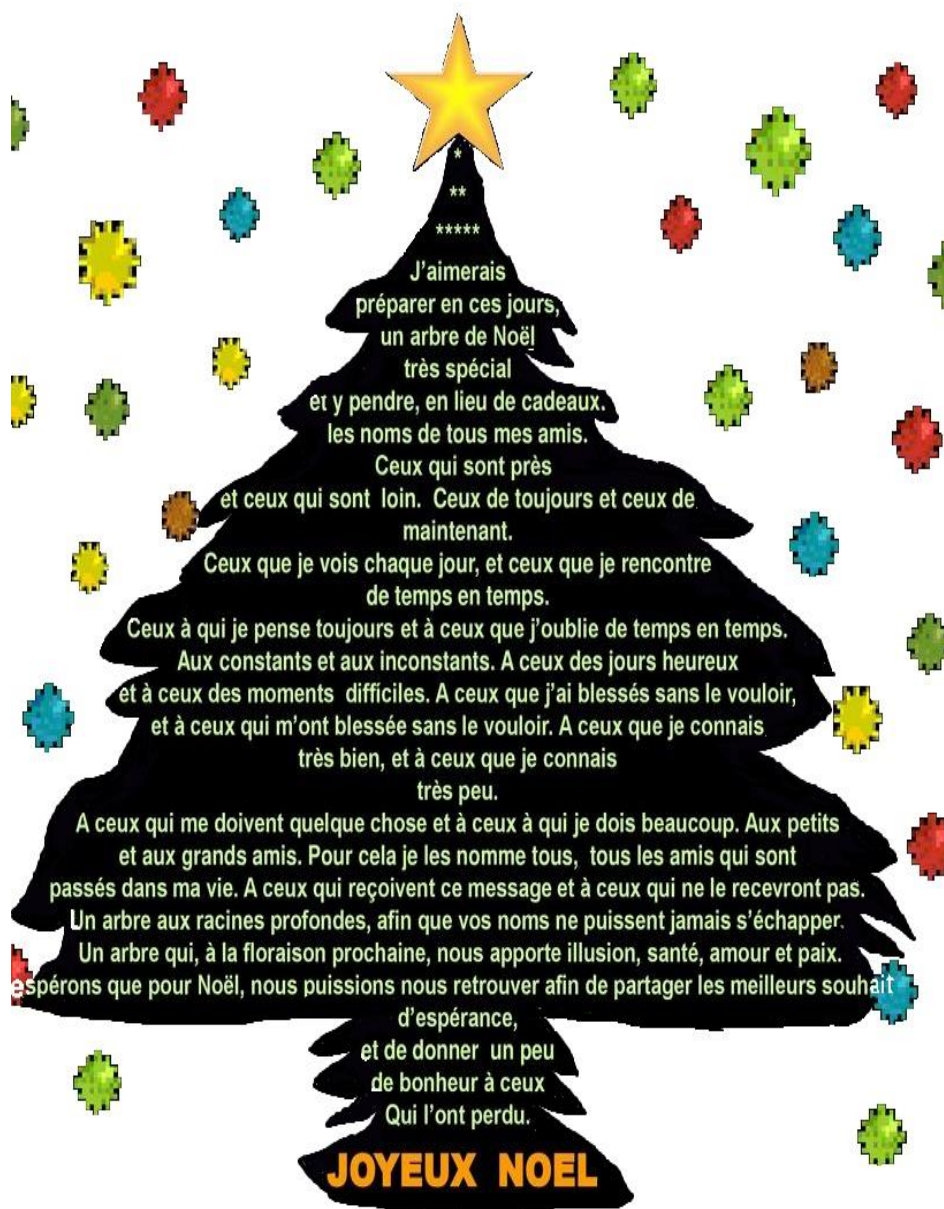 *
**
*****
J’aimerais
préparer en ces jours,
un arbre de Noël
très spécial
et y pendre, en lieu de cadeaux.
les noms de tous mes amis.
Ceux qui sont près
et ceux qui sont loin. Ceux de toujours et ceux de
maintenant.
Ceux que je vois chaque jour, et ceux que je rencontre
de temps en temps.
Ceux à qui je pense toujours et à ceux que j’oublie de temps en temps.
Aux constants et aux inconstants. A ceux des jours heureux
et à ceux des moments difficiles. A ceux que j’ai blessés sans le vouloir,
et à ceux qui m’ont blessée sans le vouloir. A ceux que je connais
très bien, et à ceux que je connais
très peu.
A ceux qui me doivent quelque chose et à ceux à qui je dois beaucoup. Aux petits
et aux grands amis. Pour cela je les nomme tous, tous les amis qui sont
passés dans ma vie. A ceux qui reçoivent ce message et à ceux qui ne le recevront pas.
Un arbre aux racines profondes, afin que vos noms ne puissent jamais s’échapper.
Un arbre qui, à la floraison prochaine, nous apporte illusion, santé, amour et paix.
espérons que pour Noël, nous puissions nous retrouver afin de partager les meilleurs souhait
d’espérance,
et de donner un peu
de bonheur à ceux
Qui l’ont perdu.
JOYEUX NOEL